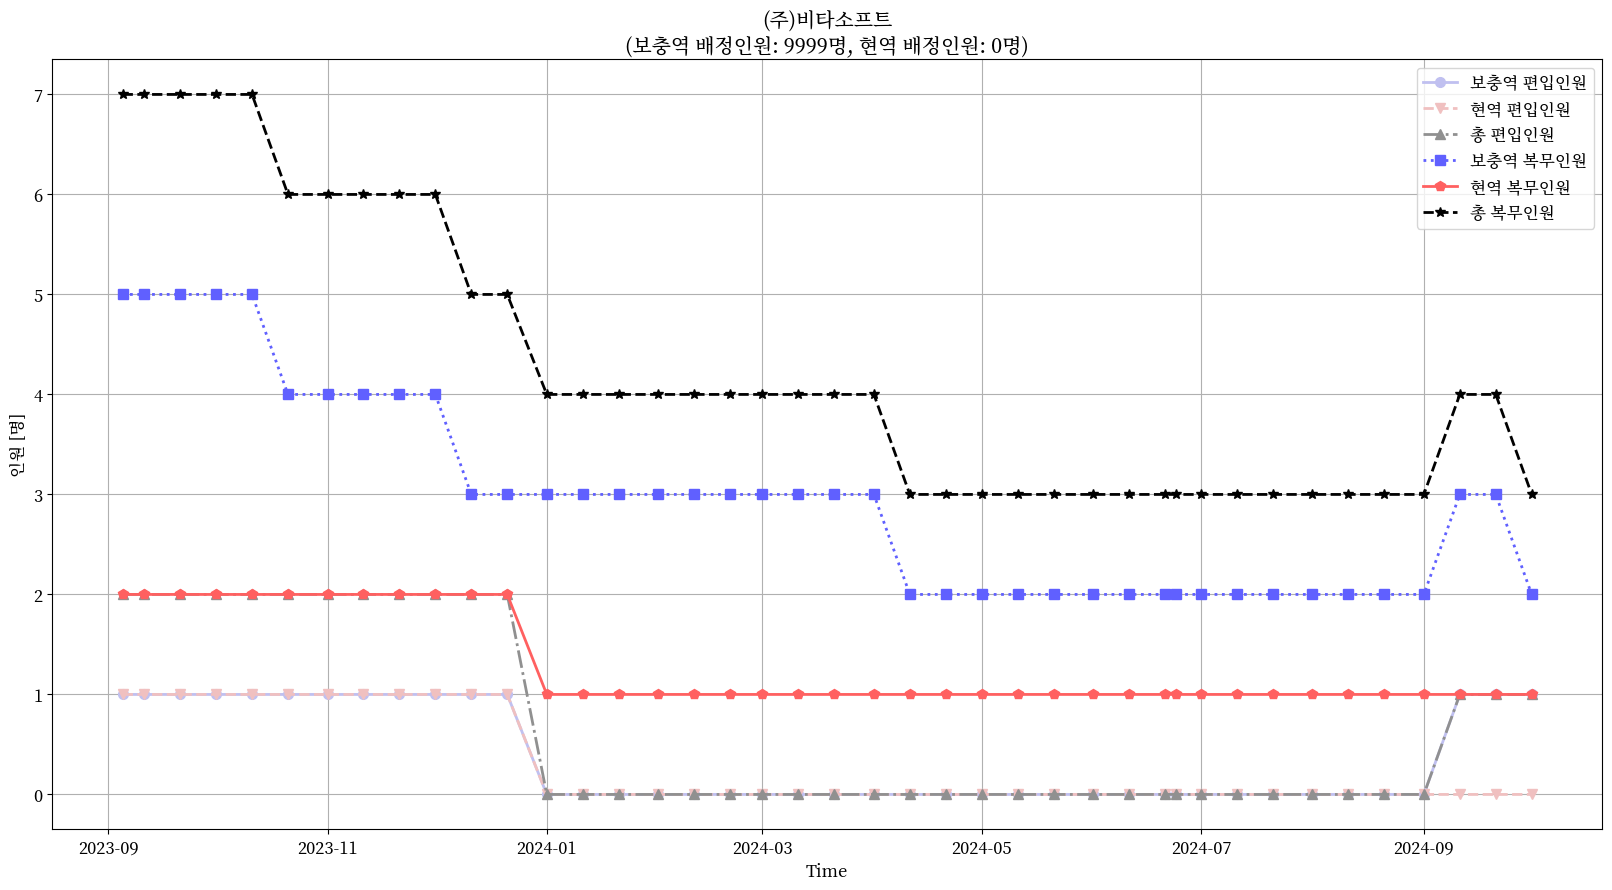 (주)비타소프트
(보충역 배정인원: 9999명, 현역 배정인원: 0명)
보충역 편입인원
현역 편입인원
총 편입인원
보충역 복무인원
현역 복무인원
총 복무인원
7
6
5
4
3
2
1
0
인원 [명]
2023-09
2023-11
2024-01
2024-03
2024-05
2024-07
2024-09
Time